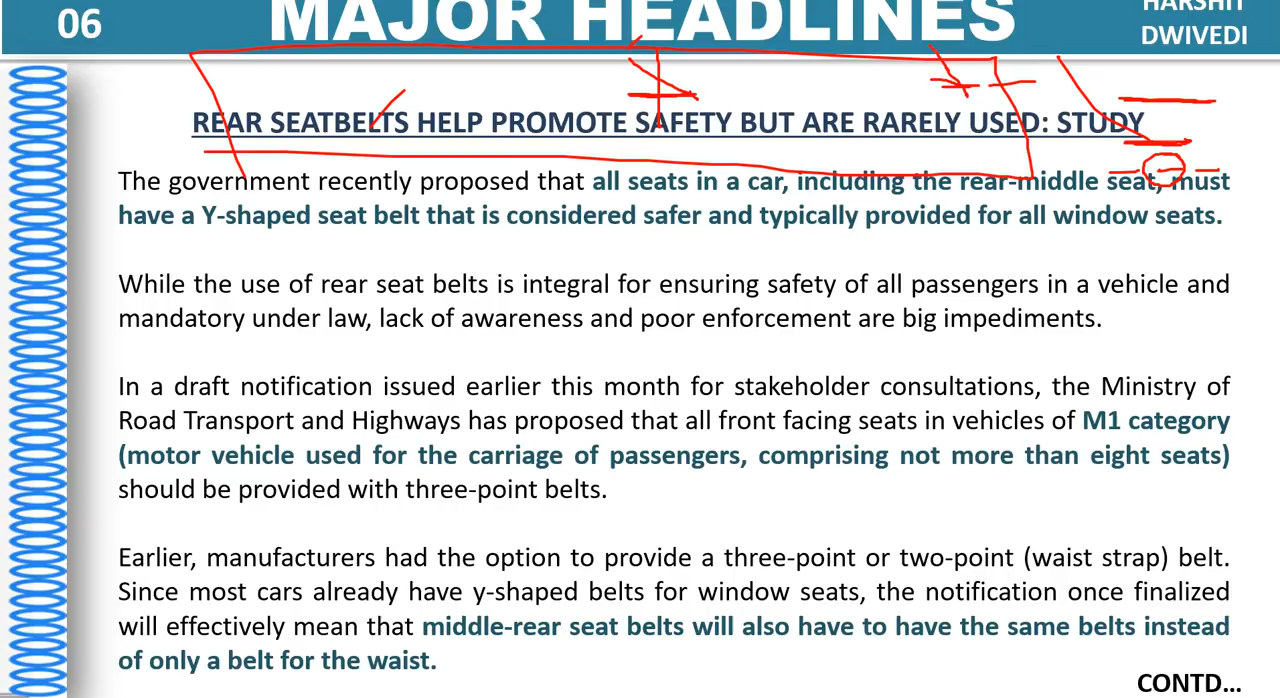 06
MAJOR HEADLINES
HARSHIT
DWIVEDI
REAR SEATBELTS HELP PROMOTE SAFETY BUT ARE RARELY USED: STUDY
The government recently proposed that all seats in a car, including the rear-middle seat, must
have a Y-shaped seat belt that is considered safer and typically provided for all window seats.
While the use of rear seat belts is integral for ensuring safety of all passengers in a vehicle and
mandatory under law, lack of awareness and poor enforcement are big impediments.
In a draft notification issued earlier this month for stakeholder consultations, the Ministry of
Road Transport and Highways has proposed that all front facing seats in vehicles of M1 category
(motor vehicle used for the carriage of passengers, comprising not more than eight seats)
should be provided with three-point belts.
Earlier, manufacturers had the option to provide a three-point or two-point (waist strap) belt.
Since most cars already have y-shaped belts for window seats, the notification once finalized
will effectively mean that middle-rear seat belts will also have to have the same belts instead
of only a belt for the waist.
CONTD...